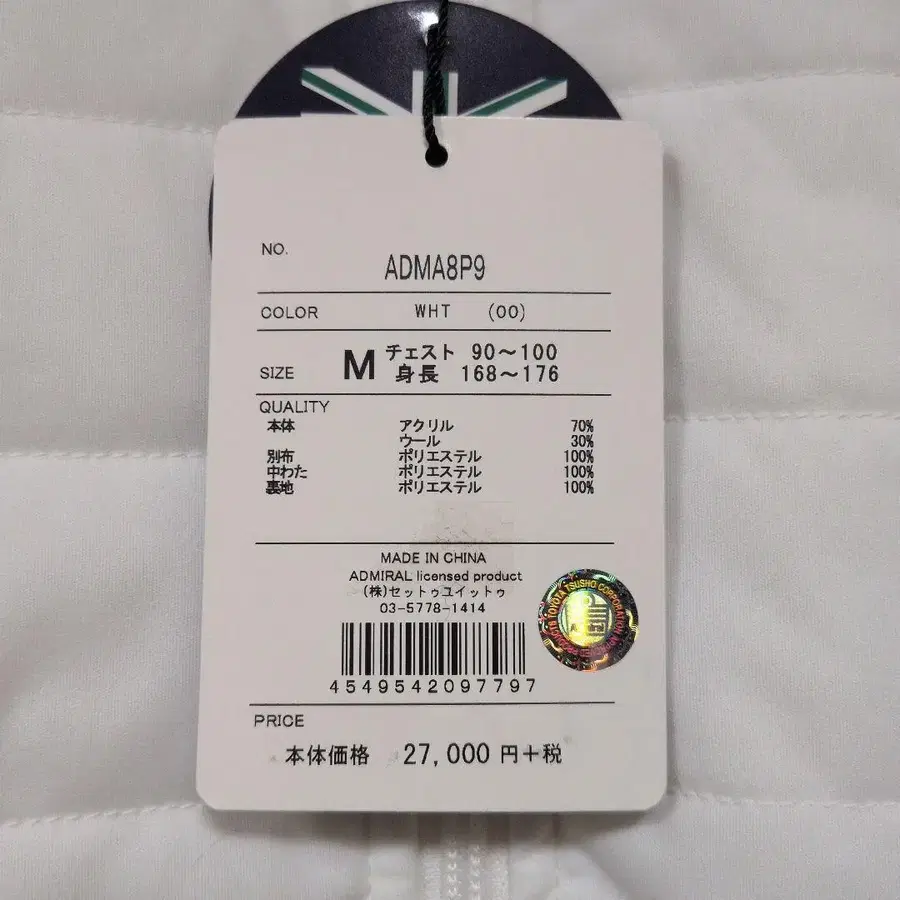 NO.
ADMA8P9
COLOR WHT (00)
SIZE M チェスト 90～100
身長 168～176
QUALITY
本体 アクリル 70%
ウール 30%
別布 ポリエステル 100%
中わた ポリエステル 100%
裏地 ポリエステル 100%
MADE IN CHINA
ADMIRAL licensed product
(株)セットゥユイットゥ
03-5778-1414
TOYOTA TSUSHO CORPORATION
PRODUCTS
4549542097797
PRICE
本体価格 27,000 円+税